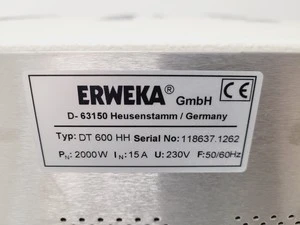 ERWEKA® GmbH CE
D- 63150 Heusenstamm / Germany
Typ: DT 600 HH Serial No: 118637.1262
PN: 2000W IN: 15A U: 230V F: 50/60Hz